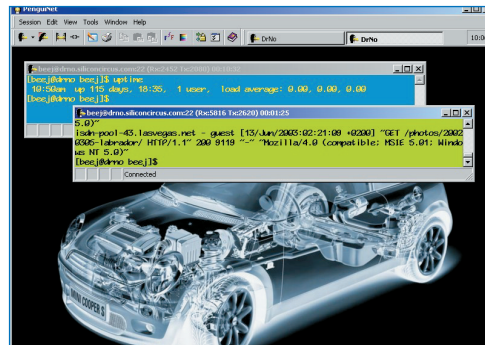 PenguNet
Session Edit View Tools Window Help
DrNo
DrNo
10:0
beej@drno.siliconcircus.com:22 (Rx:2452 Tx:2800) 00:18:37
[beej@drno beej]$ uptime
10:50am up 115 days, 18:35, 1 user, load average: 0.00, 0.00, 0.00
[beej@drno beej]$
beej@drno.siliconcircus.com:22 (Rx:5816 Tx:2620) 00:01:25
5.0)"
isdn-pool-43.lasvegas.net - guest [13/Jun/2003:02:21:09 +0200] "GET /photos/2002
0305-labrador/ HTTP/1.1" 200 9119 "-" "Mozilla/4.0 (compatible; MSIE 5.01; Windo
ws NT 5.0)"
[beej@drno beej]$
Connected
MINI COOPER S